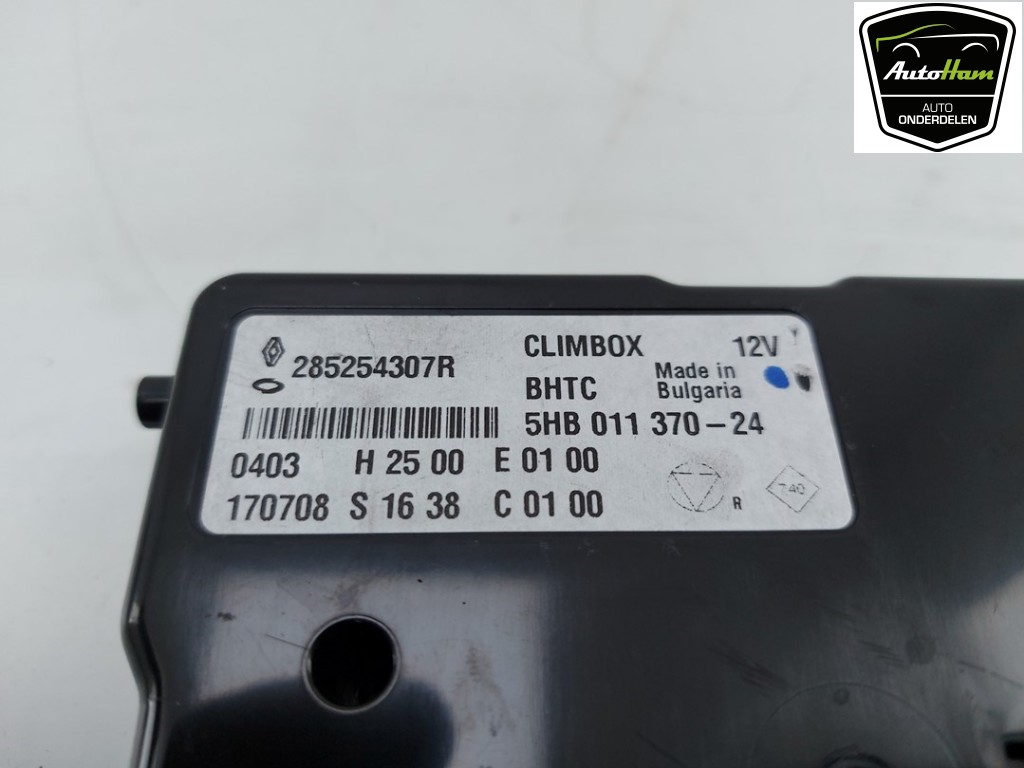 AutoHam
AUTO
ONDERDELEN
285254307R
CLIMBOX 12V
BHTC Made in Bulgaria
5HB 011 370-24
0403 H 25 00 E 01 00
170708 S 16 38 C 01 00
R
740